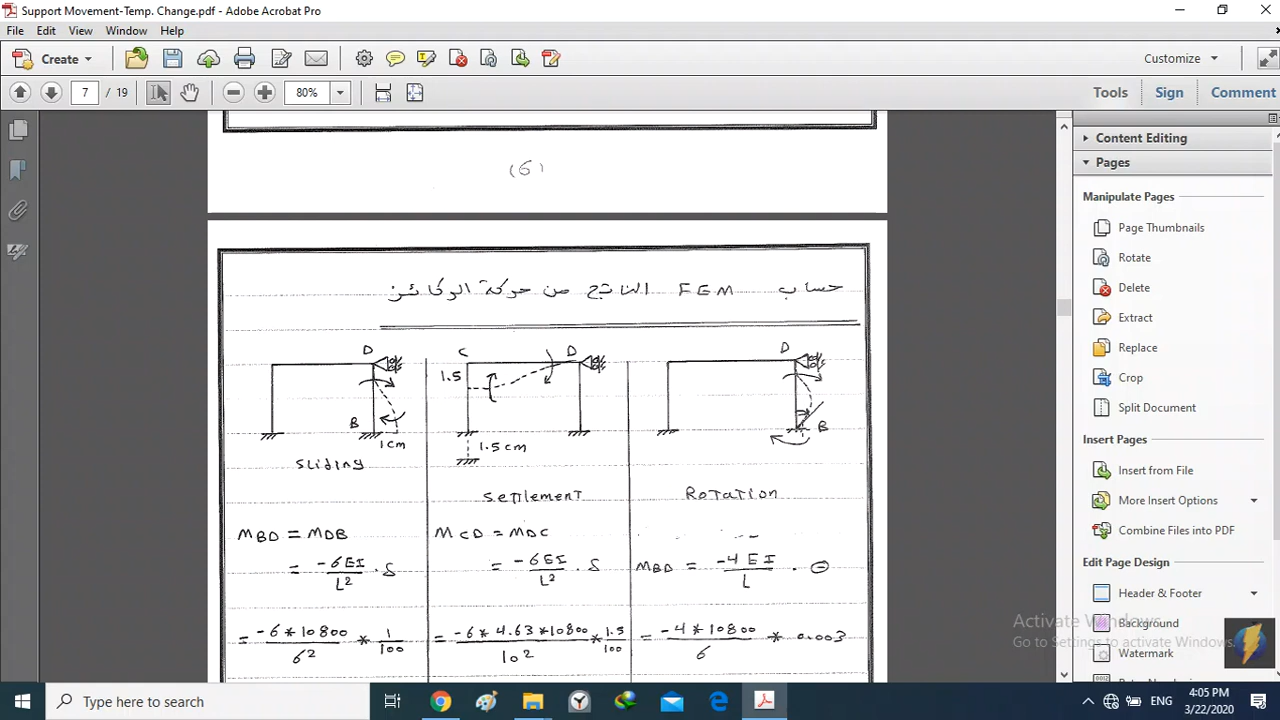 Support Movement-Temp. Change.pdf - Adobe Acrobat Pro
File Edit View Window Help
Create
Customize
7 / 19
80%
Tools Sign Comment
Content Editing
Pages
Manipulate Pages
Page Thumbnails
Rotate
Delete
Extract
Replace
Crop
Split Document
Insert Pages
Insert from File
More Insert Options
Combine Files into PDF
Edit Page Design
Header & Footer
Background
Watermark
(6)
حساب FEM الناتج من حركة الركائز
D
B
1 cm
sliding
MBD = MDB
= -6EI/L² . δ
= -6*10800/6² * 1/100
C D
1.5
1.5 cm
Settlement
MCD = MDC
= -6EI/L² . δ
= -6*4.63*10800/10² * 1.5/100
D
B
Rotation
MBD = -4EI/L . θ
= -4*10800/6 * 0.003
Activate Windows
Go to Settings to activate Windows.
Type here to search
ENG
4:05 PM
3/22/2020